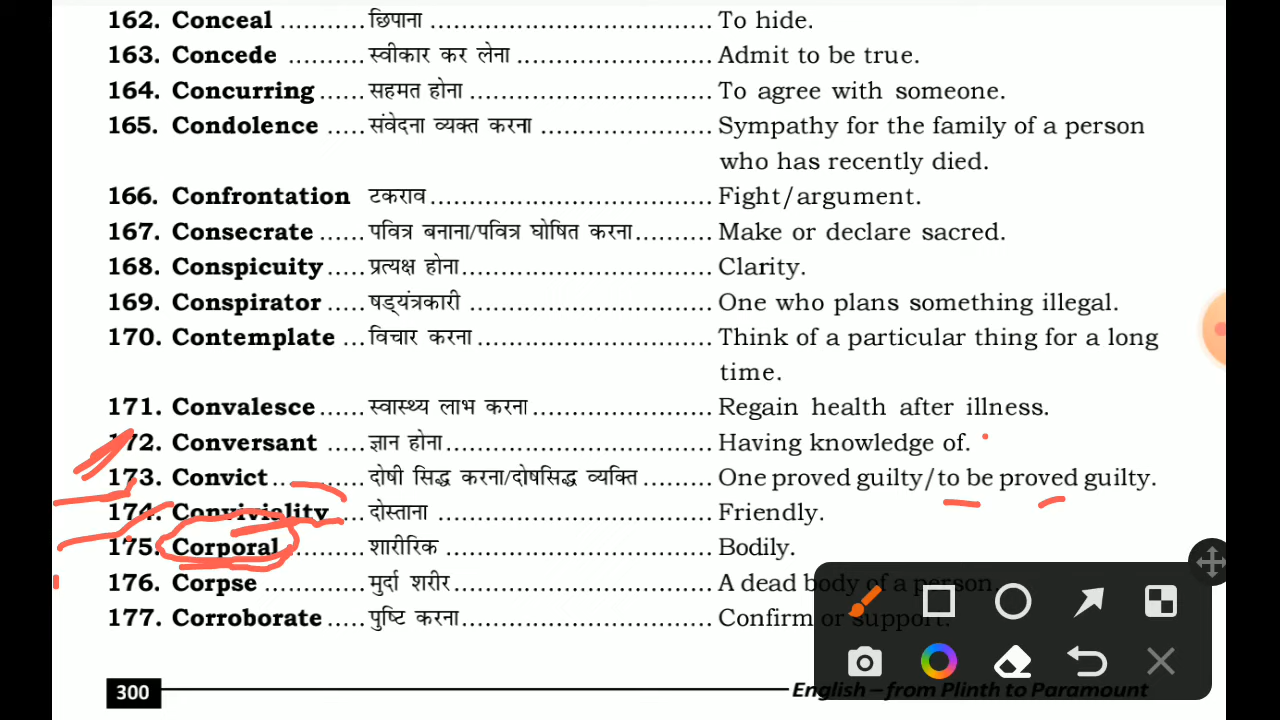 162. Conceal ........... छिपाना .................................... To hide.
163. Concede .......... स्वीकार कर लेना ......................... Admit to be true.
164. Concurring ...... सहमत होना ............................... To agree with someone.
165. Condolence ..... संवेदना व्यक्त करना ...................... Sympathy for the family of a person
who has recently died.
166. Confrontation टकराव .................................... Fight/argument.
167. Consecrate ...... पवित्र बनाना/पवित्र घोषित करना .......... Make or declare sacred.
168. Conspicuity ..... प्रत्यक्ष होना ................................ Clarity.
169. Conspirator ..... षड्यंत्रकारी ............................... One who plans something illegal.
170. Contemplate ... विचार करना .............................. Think of a particular thing for a long
time.
171. Convalesce ...... स्वास्थ्य लाभ करना ....................... Regain health after illness.
172. Conversant ..... ज्ञान होना .................................. Having knowledge of.
173. Convict ............ दोषी सिद्ध करना/दोषसिद्ध व्यक्ति ......... One proved guilty/to be proved guilty.
174. Conviviality ... दोस्ताना ................................... Friendly.
175. Corporal .......... शारीरिक .................................. Bodily.
176. Corpse ............. मुर्दा शरीर ................................. A dead body of a person
177. Corroborate ..... पुष्टि करना ................................ Confirm or support.
300 English – from Plinth to Paramount